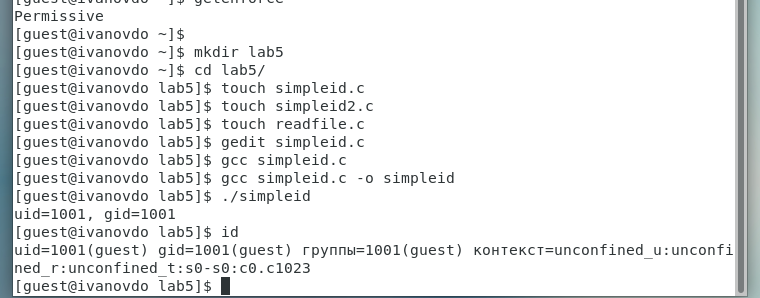 [guest@ivanovdo ~]$ getenforce
Permissive
[guest@ivanovdo ~]$
[guest@ivanovdo ~]$ mkdir lab5
[guest@ivanovdo ~]$ cd lab5/
[guest@ivanovdo lab5]$ touch simpleid.c
[guest@ivanovdo lab5]$ touch simpleid2.c
[guest@ivanovdo lab5]$ touch readfile.c
[guest@ivanovdo lab5]$ gedit simpleid.c
[guest@ivanovdo lab5]$ gcc simpleid.c
[guest@ivanovdo lab5]$ gcc simpleid.c -o simpleid
[guest@ivanovdo lab5]$ ./simpleid
uid=1001, gid=1001
[guest@ivanovdo lab5]$ id
uid=1001(guest) gid=1001(guest) группы=1001(guest) контекст=unconfined_u:unconfi
ned_r:unconfined_t:s0-s0:c0.c1023
[guest@ivanovdo lab5]$